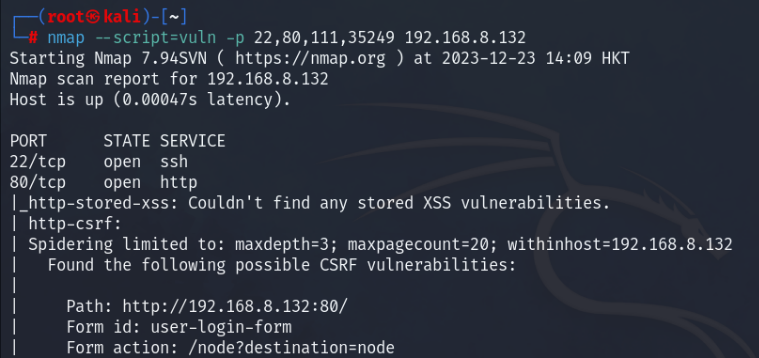 ┌──(root㉿kali)-[~]
└─# nmap --script=vuln -p 22,80,111,35249 192.168.8.132
Starting Nmap 7.94SVN ( https://nmap.org ) at 2023-12-23 14:09 HKT
Nmap scan report for 192.168.8.132
Host is up (0.00047s latency).

PORT      STATE SERVICE
22/tcp    open  ssh
80/tcp    open  http
|_http-stored-xss: Couldn't find any stored XSS vulnerabilities.
| http-csrf:
| Spidering limited to: maxdepth=3; maxpagecount=20; withinhost=192.168.8.132
|   Found the following possible CSRF vulnerabilities:
|
|     Path: http://192.168.8.132:80/
|     Form id: user-login-form
|     Form action: /node?destination=node